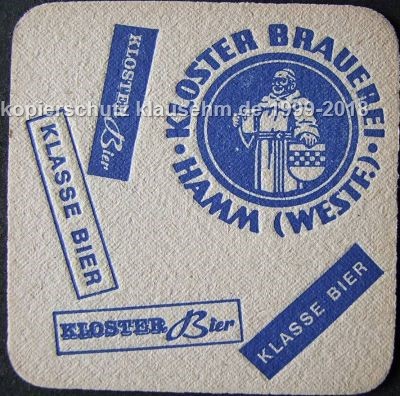 KLOSTER BRAUEREI
HAMM (WESTF.)
KLOSTER Bier
kopierschutz klausehm.de 1999-2018
KLASSE BIER
KLOSTER Bier
KLASSE BIER